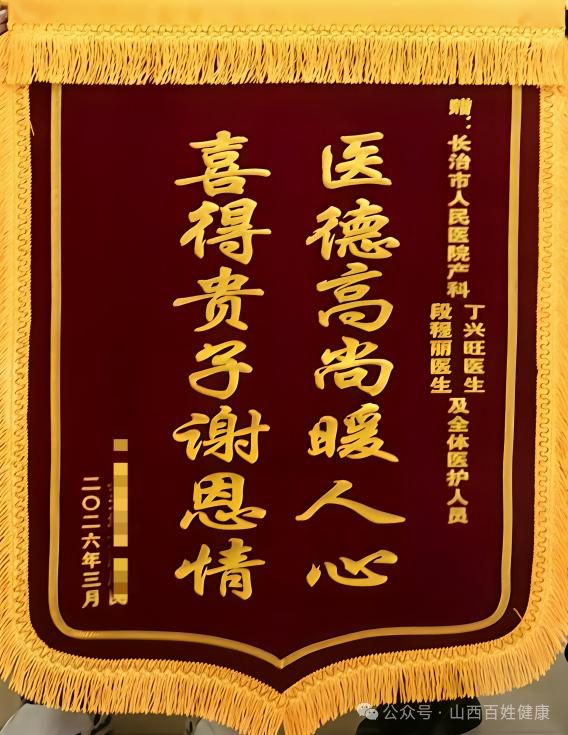 赠：长治市人民医院产科
丁兴旺医生
段程丽医生
及全体医护人员
医德高尚暖人心
喜得贵子谢恩情
二〇二六年三月
公众号·山西百姓健康